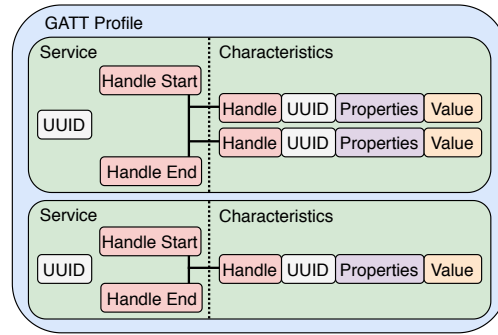 GATT Profile
Service
Characteristics
Handle Start
UUID
Handle UUID Properties Value
Handle UUID Properties Value
Handle End
Service
Characteristics
Handle Start
UUID
Handle UUID Properties Value
Handle End